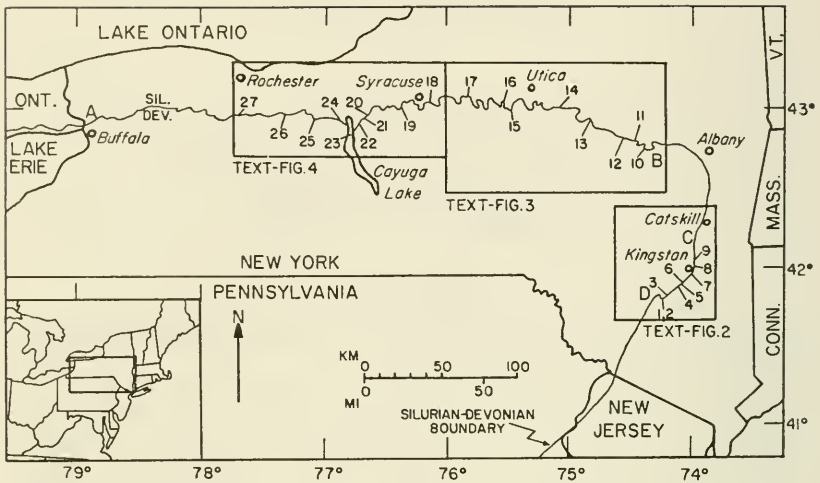 LAKE ONTARIO
VT.
Rochester
Syracuse
18
17
16
Utica
14
ONT.
A
SIL.
DEV.
27
26
25
24
20
21
19
15
43°
Buffala
23
22
13
11
12
10
B
Albany
LAKE
ERIE
Cayuga
Lake
TEXT-FIG.4
TEXT-FIG.3
MASS.
Catskill
C
Kingstan
9
NEW YORK
6
8
42°
PENNSYLVANIA
3
7
D
5
1
2
4
TEXT-FIG.2
N
CONN.
KM
0 50 100
0 50
MI
SILURIAN-DEVONIAN
BOUNDARY
NEW
JERSEY
41°
79° 78° 77° 76° 75° 74°